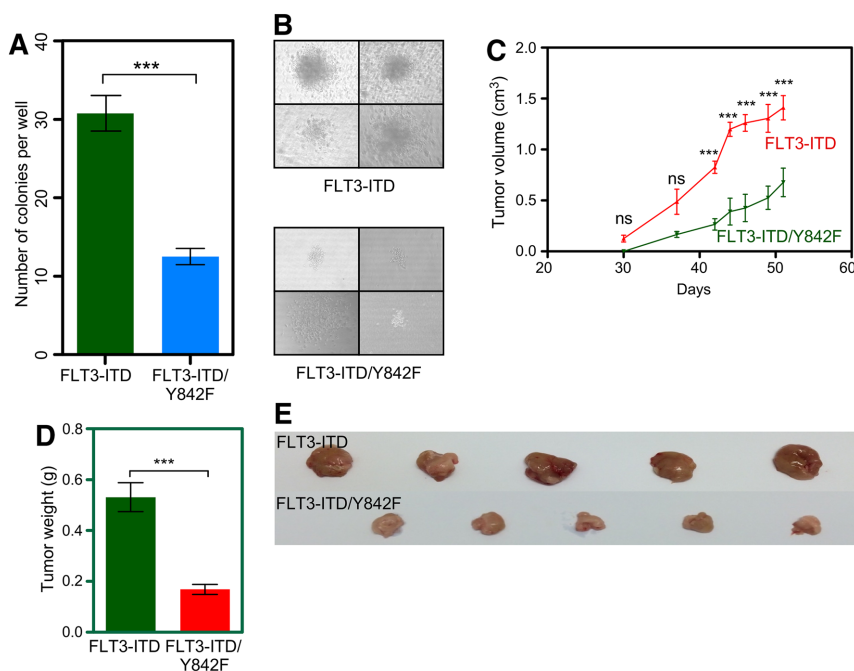 A
Number of colonies per well
40
30
20
10
0
***
FLT3-ITD
FLT3-ITD/
Y842F
B
FLT3-ITD
FLT3-ITD/Y842F
C
Tumor volume (cm³)
2.0
1.5
1.0
0.5
0.0
ns
ns
***
***
***
***
***
FLT3-ITD
FLT3-ITD/Y842F
20
30
40
50
60
Days
D
Tumor weight (g)
0.8
0.6
0.4
0.2
0.0
***
FLT3-ITD
FLT3-ITD/
Y842F
E
FLT3-ITD
FLT3-ITD/Y842F